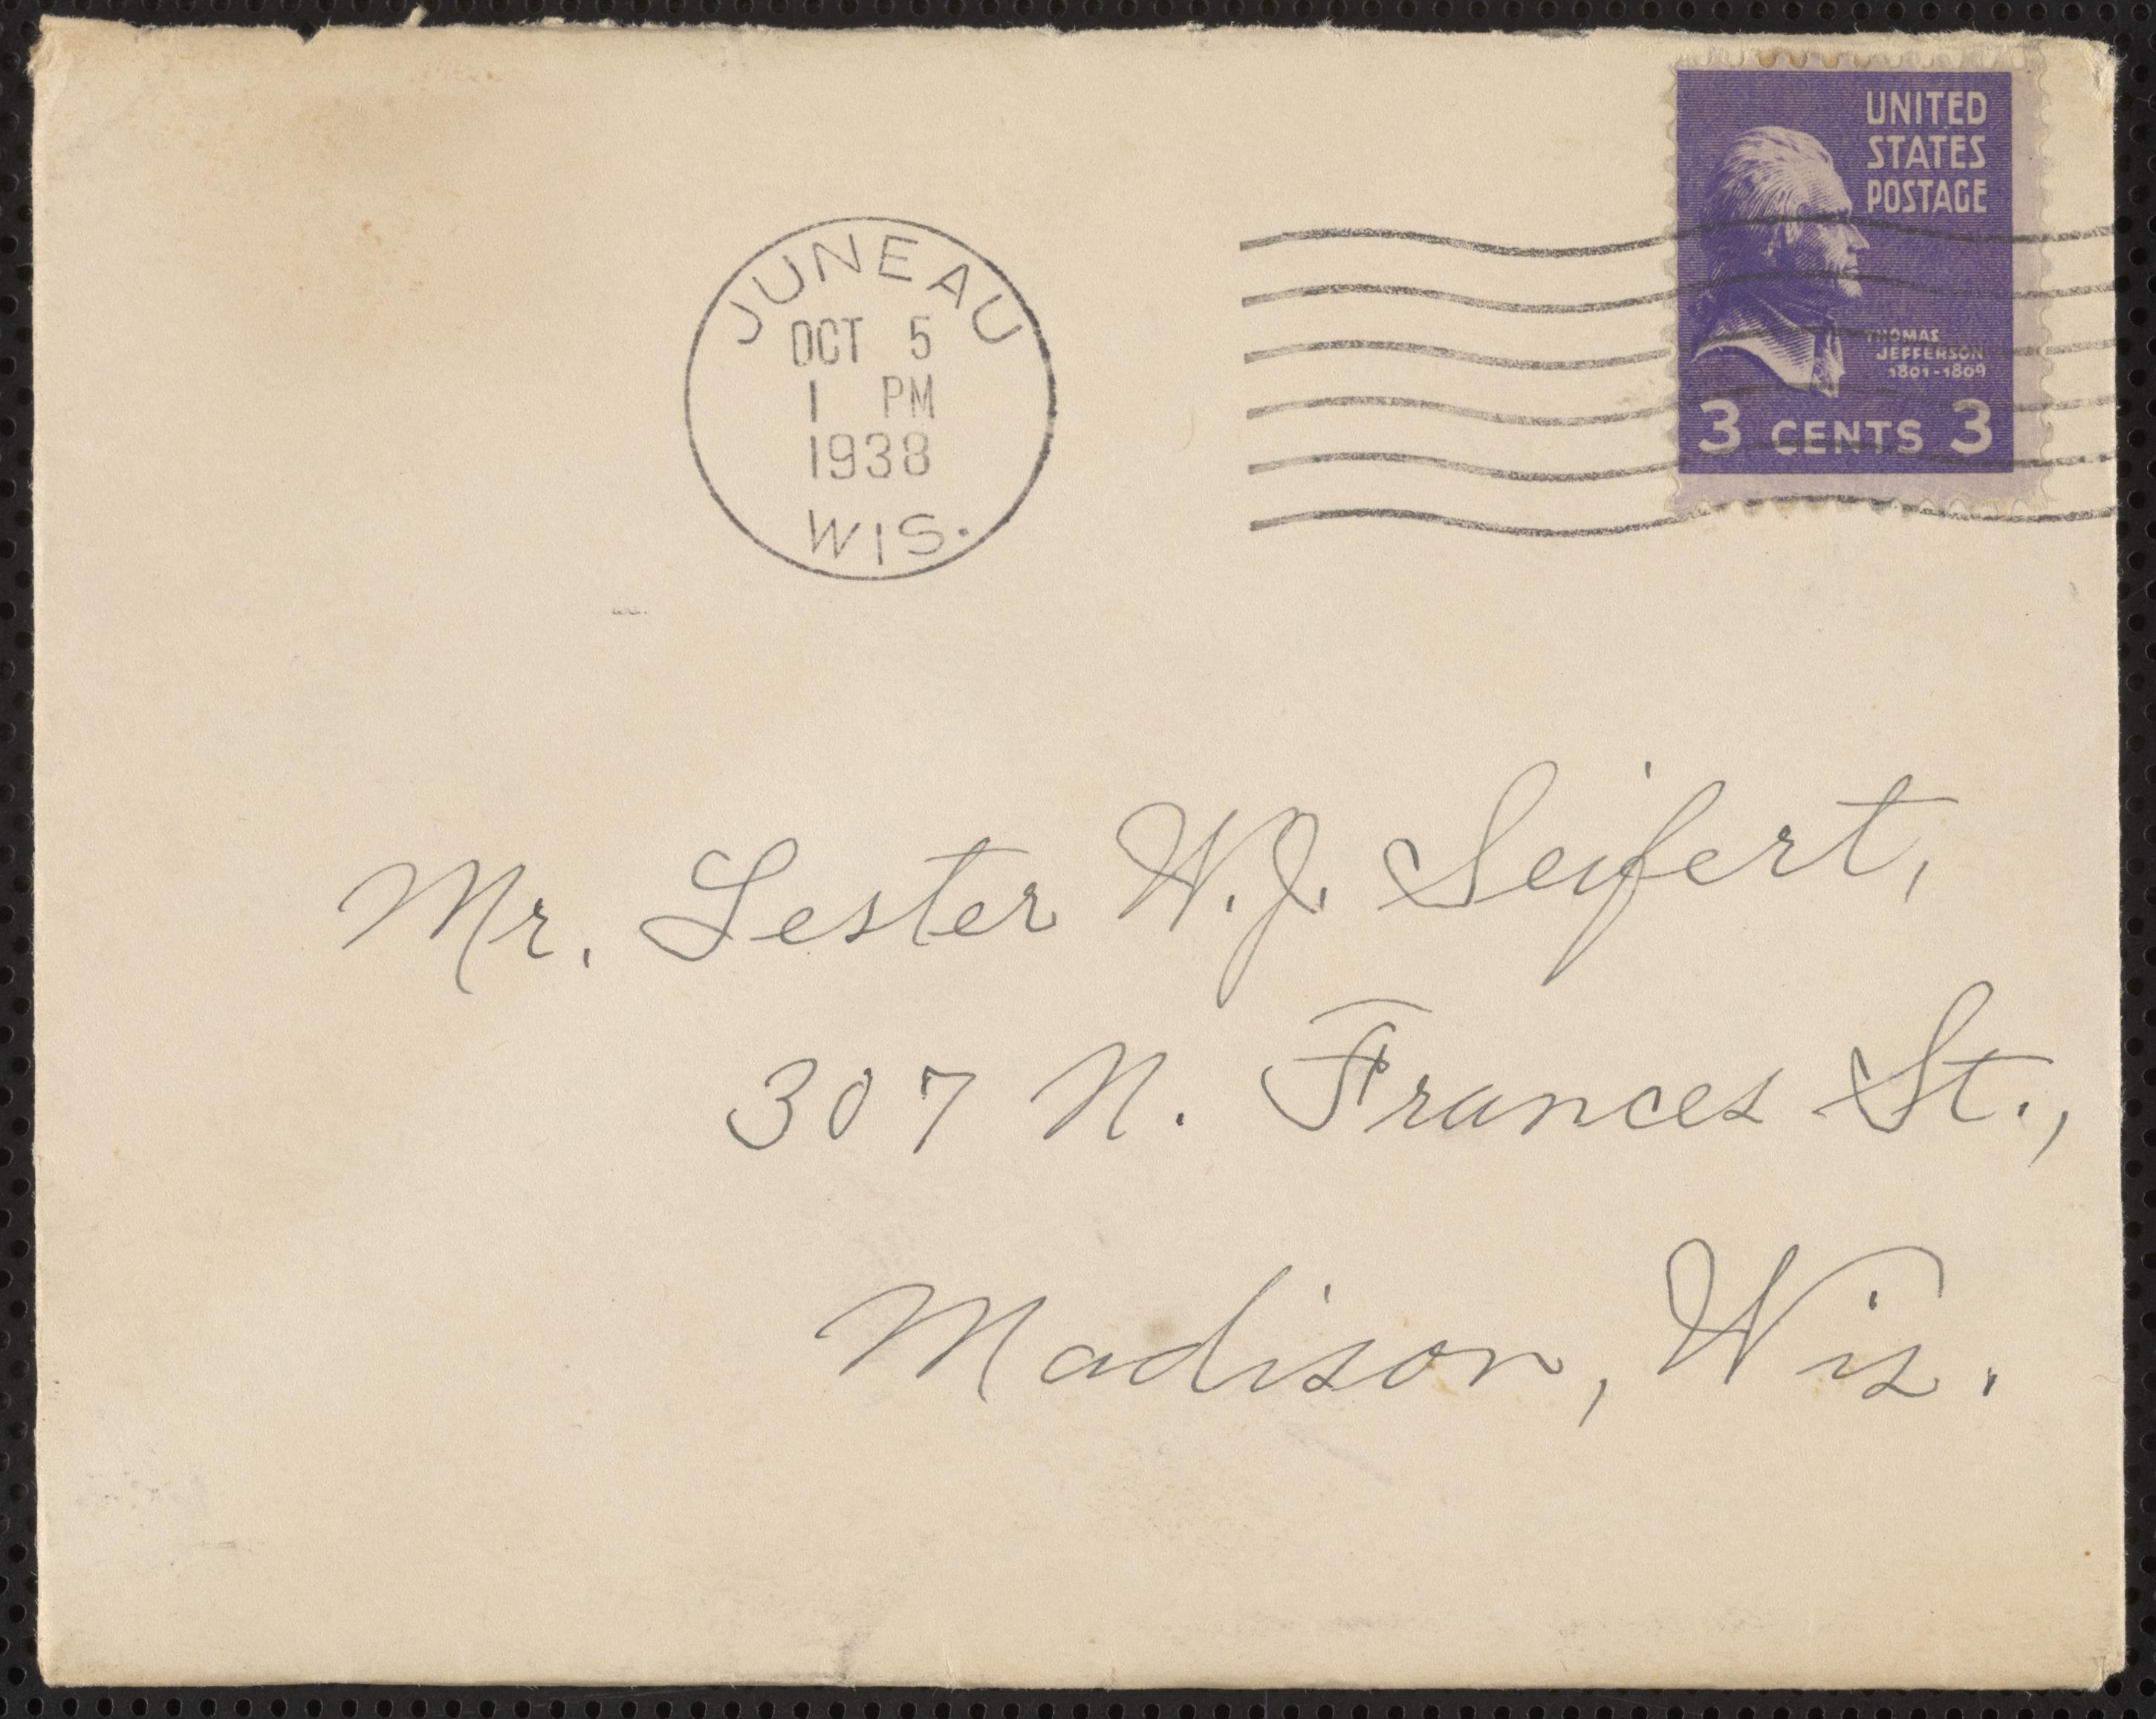 UNITED
STATES
POSTAGE
JUNEAU
OCT 5
1 PM
1938
WIS.
THOMAS
JEFFERSON
1801-1809
3 CENTS 3
Mr. Lester W.J. Seifert,
307 N. Frances St.,
Madison, Wis.